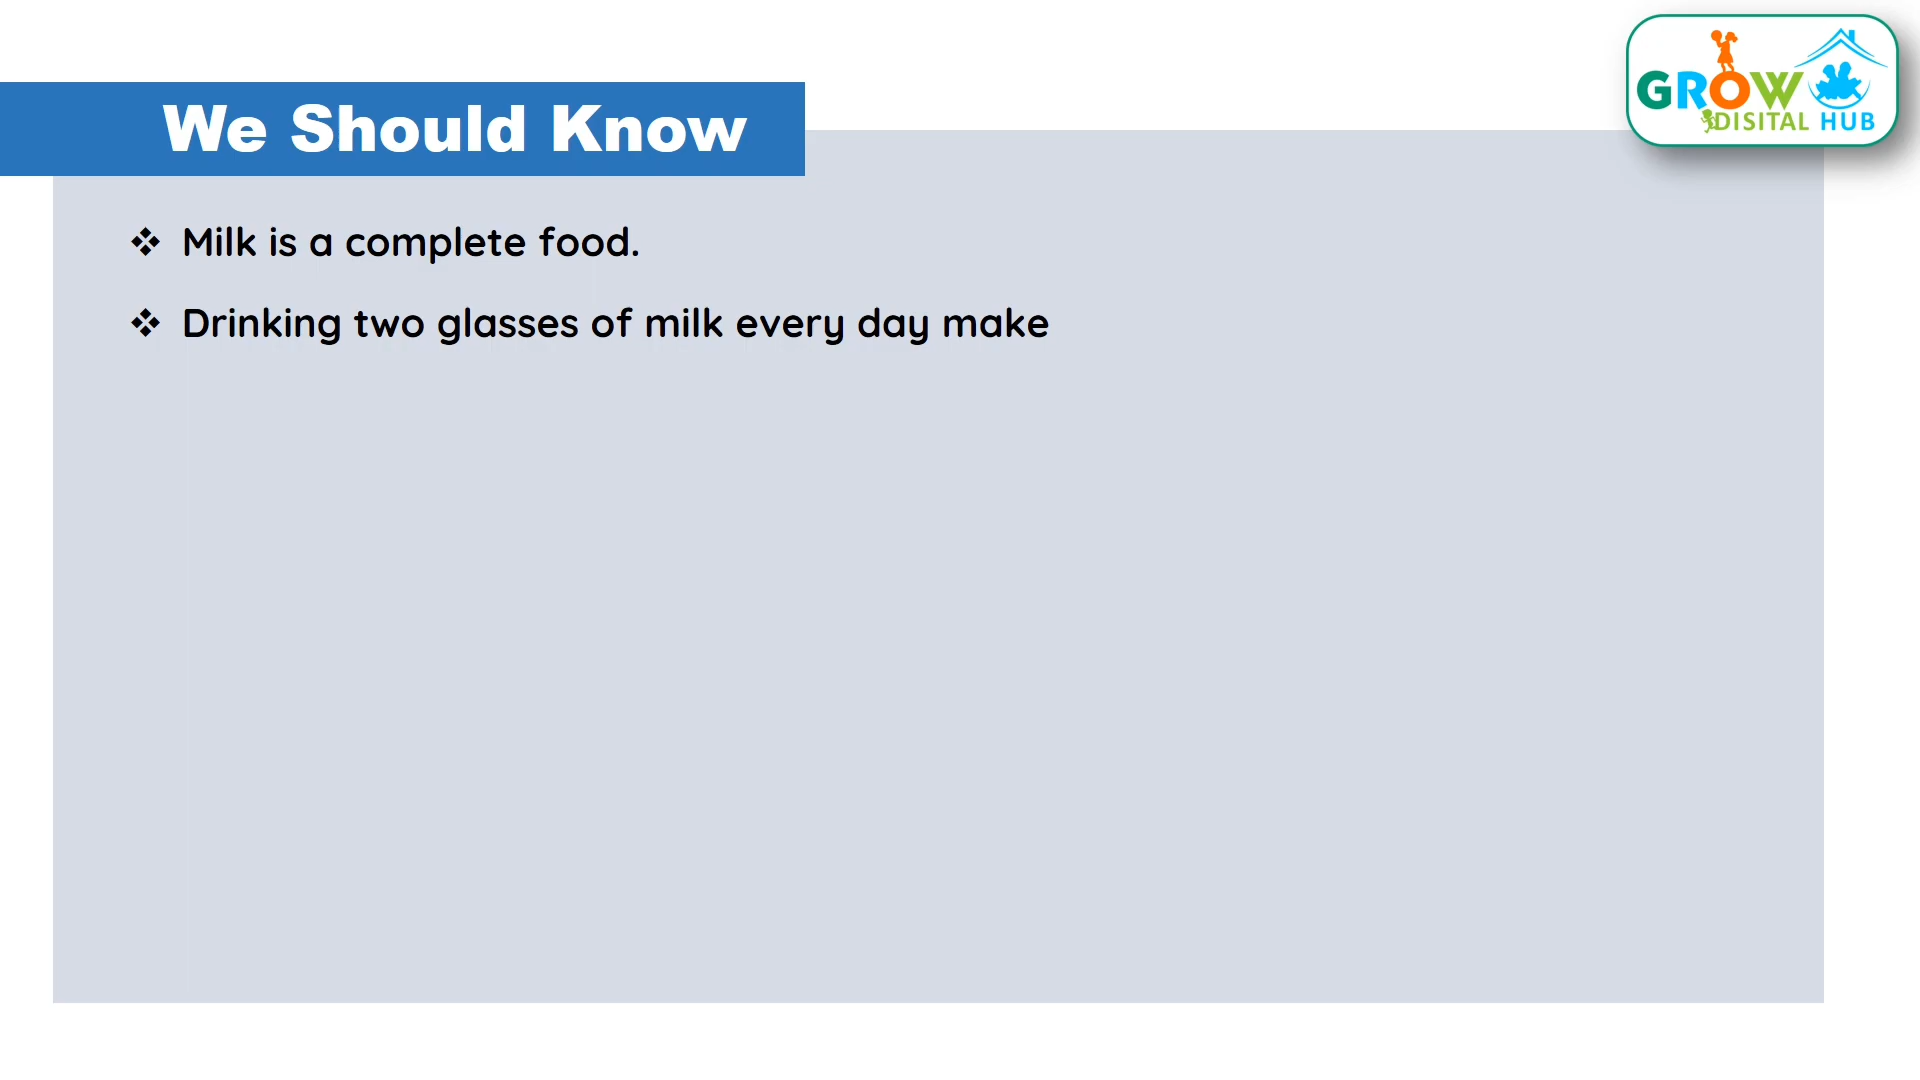 We Should Know
GROW
DISITAL HUB
❖ Milk is a complete food.
❖ Drinking two glasses of milk every day make